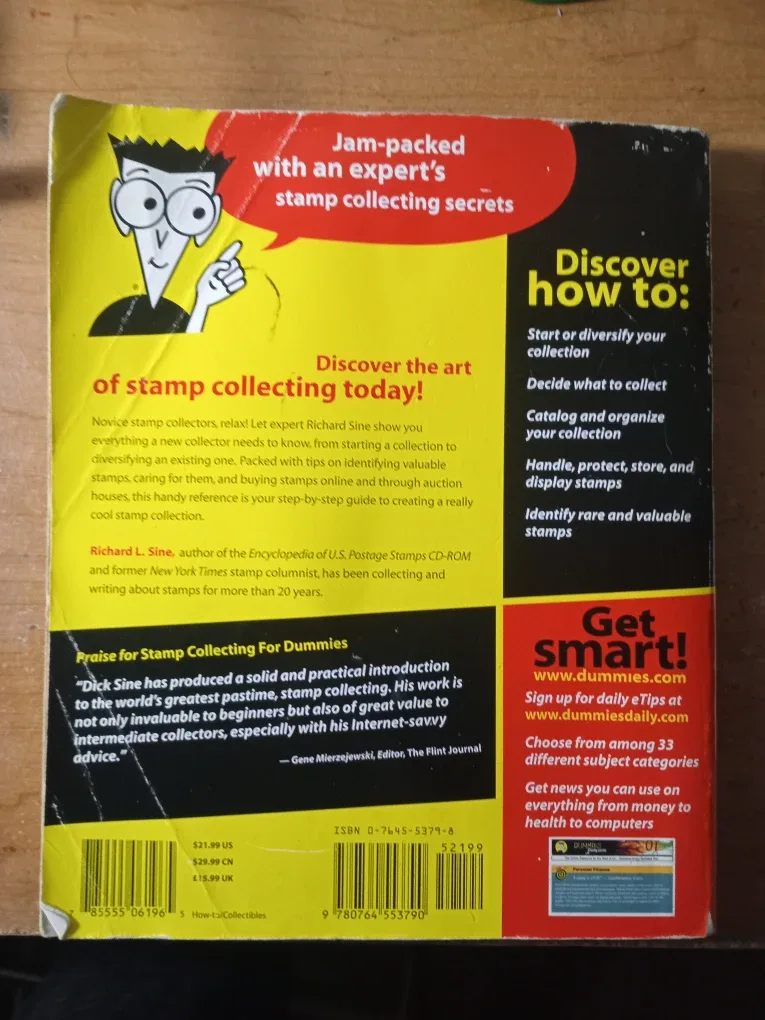 Jam-packed
with an expert's
stamp collecting secrets
Discover the art
of stamp collecting today!
Novice stamp collectors, relax! Let expert Richard Sine show you
everything a new collector needs to know, from starting a collection to
diversifying an existing one. Packed with tips on identifying valuable
stamps, caring for them, and buying stamps online and through auction
houses, this handy reference is your step-by-step guide to creating a really
cool stamp collection.
Richard L. Sine, author of the Encyclopedia of U.S. Postage Stamps CD-ROM
and former New York Times stamp columnist, has been collecting and
writing about stamps for more than 20 years.
Praise for Stamp Collecting For Dummies
"Dick Sine has produced a solid and practical introduction
to the world's greatest pastime, stamp collecting. His work is
not only invaluable to beginners but also of great value to
intermediate collectors, especially with his Internet-savvy
advice."
— Gene Mierzejewski, Editor, The Flint Journal
Discover
how to:
Start or diversify your
collection
Decide what to collect
Catalog and organize
your collection
Handle, protect, store, and
display stamps
Identify rare and valuable
stamps
Get
smart!
www.dummies.com
Sign up for daily eTips at
www.dummiesdaily.com
Choose from among 33
different subject categories
Get news you can use on
everything from money to
health to computers
DUMMIES
Personal Finance
$21.99 US
$29.99 CN
£15.99 UK
7 85555 06196 5
How-to/Collectibles
ISBN 0-7645-5379-8
52199
9 780764 553790